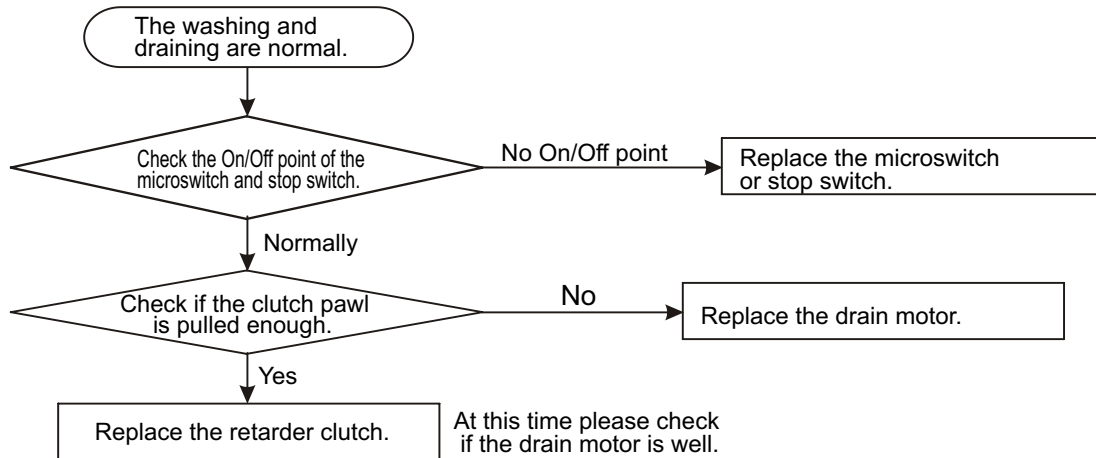 The washing and
draining are normal.
Check the On/Off point of the
microswitch and stop switch.
No On/Off point
Replace the microswitch
or stop switch.
Normally
Check if the clutch pawl
is pulled enough.
No
Replace the drain motor.
Yes
Replace the retarder clutch.
At this time please check
if the drain motor is well.